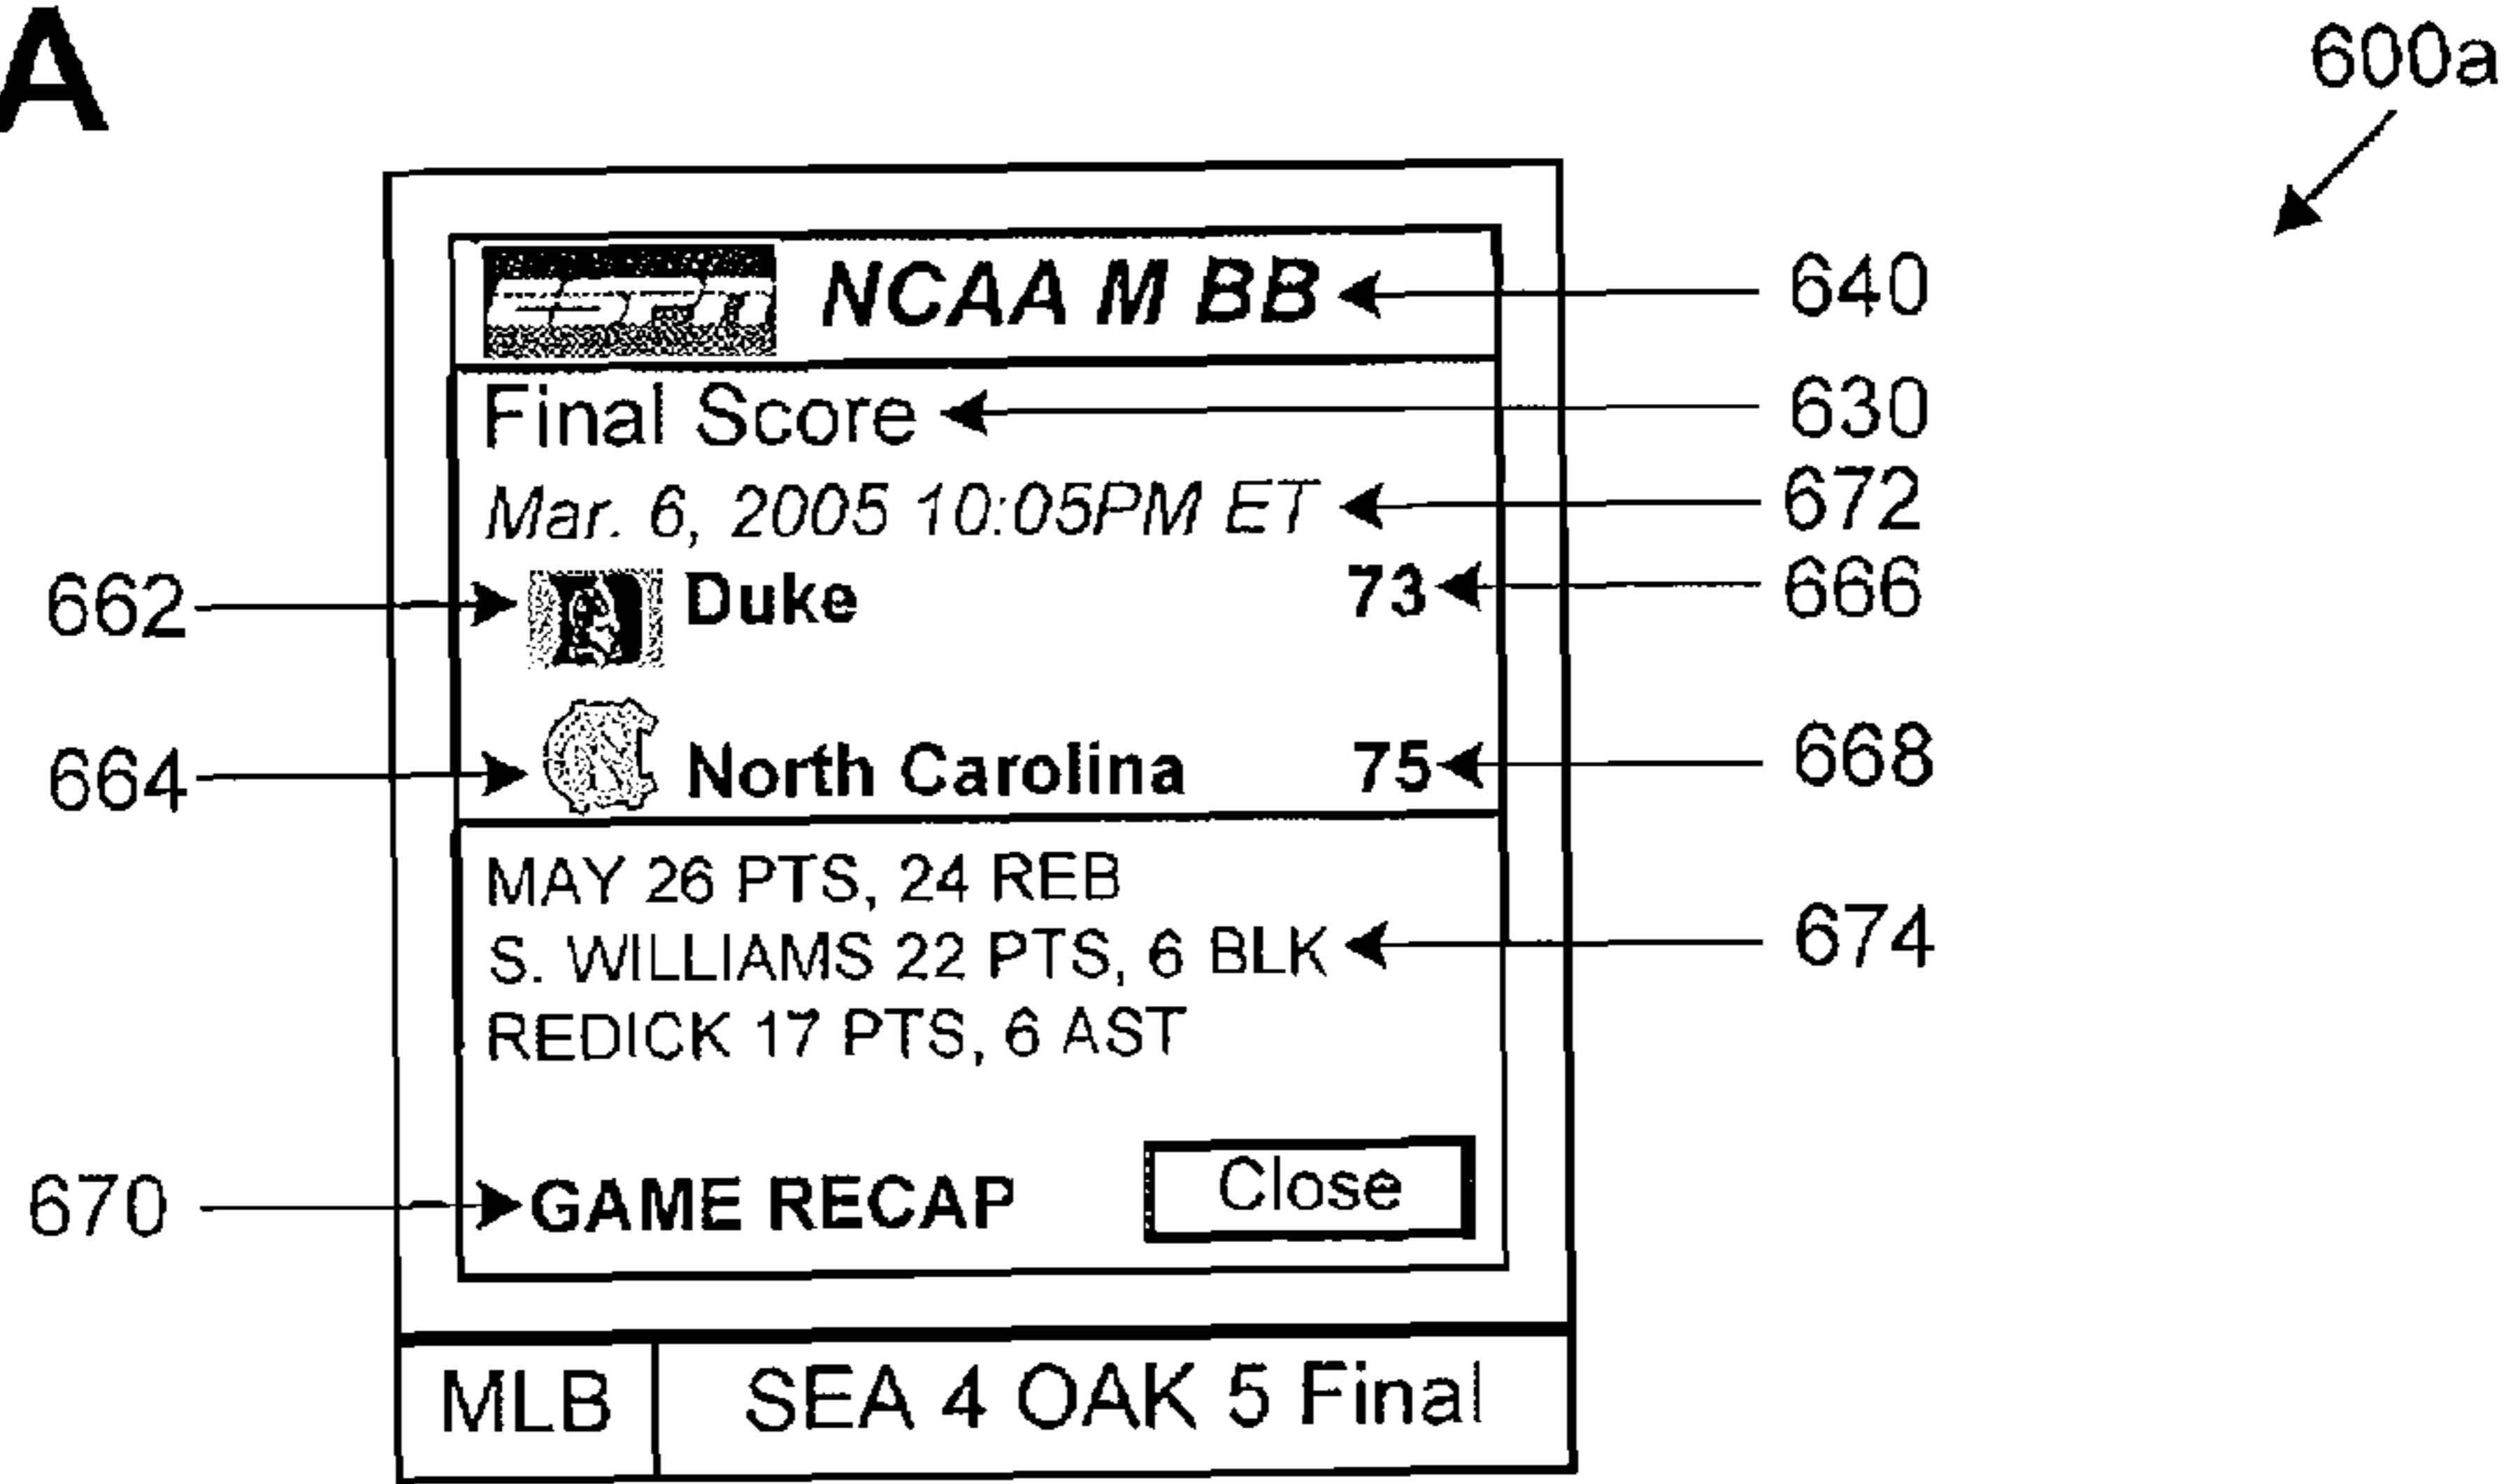 A
600a
NCAA M BB 640
Final Score 630
Mar. 6, 2005 10:05PM ET 672
662 Duke 73 666
664 North Carolina 75 668
MAY 26 PTS, 24 REB
S. WILLIAMS 22 PTS, 6 BLK 674
REDICK 17 PTS, 6 AST
670 GAME RECAP Close
MLB SEA 4 OAK 5 Final